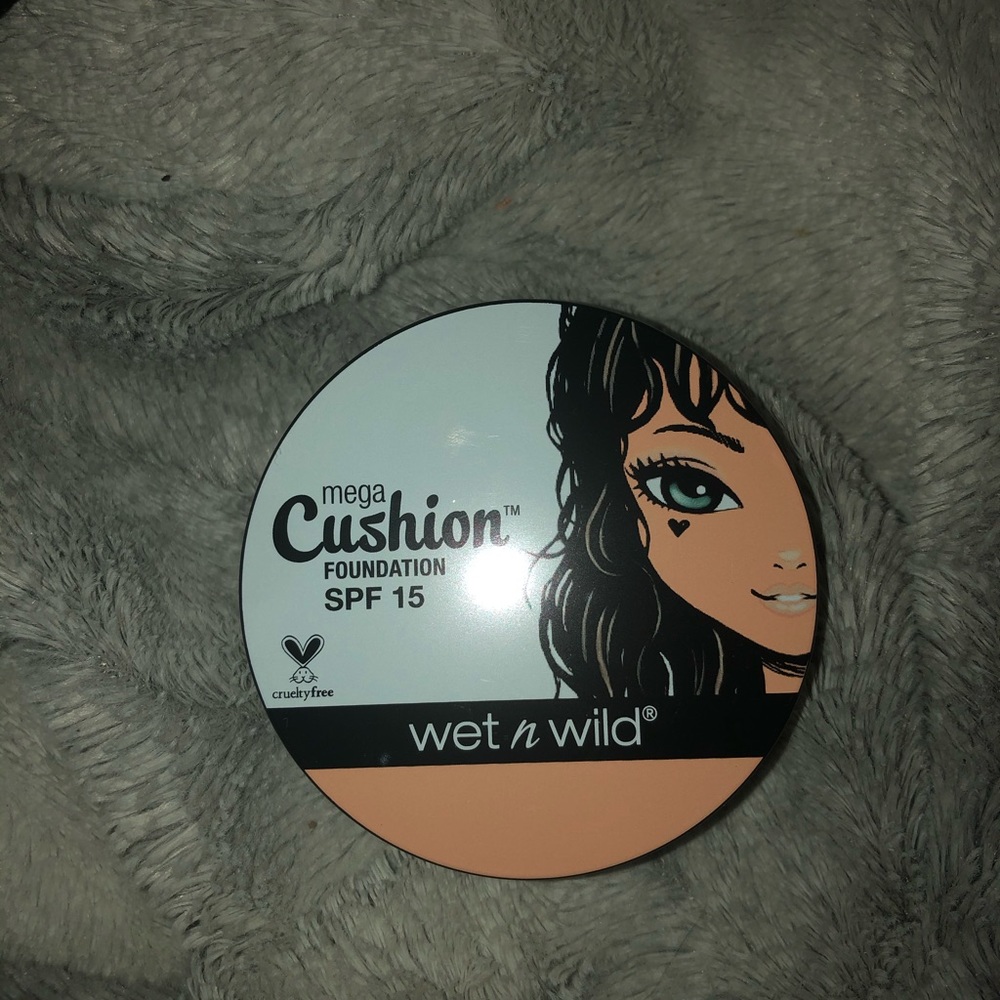 mega
Cushion™
FOUNDATION
SPF 15
crueltyfree
wet n wild®